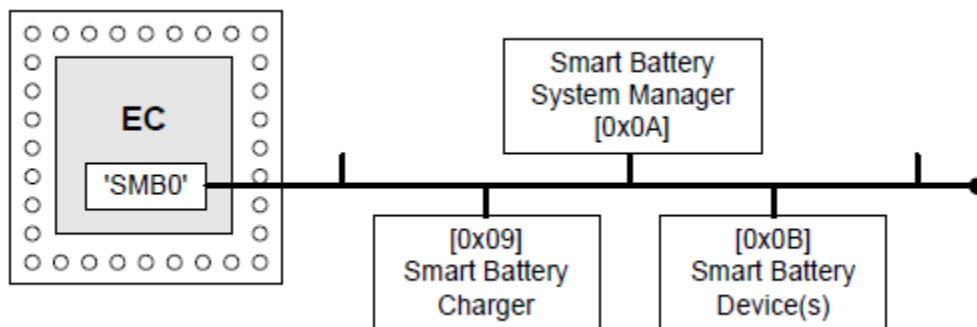 EC
'SMB0'
Smart Battery
System Manager
[0x0A]
[0x09]
Smart Battery
Charger
[0x0B]
Smart Battery
Device(s)